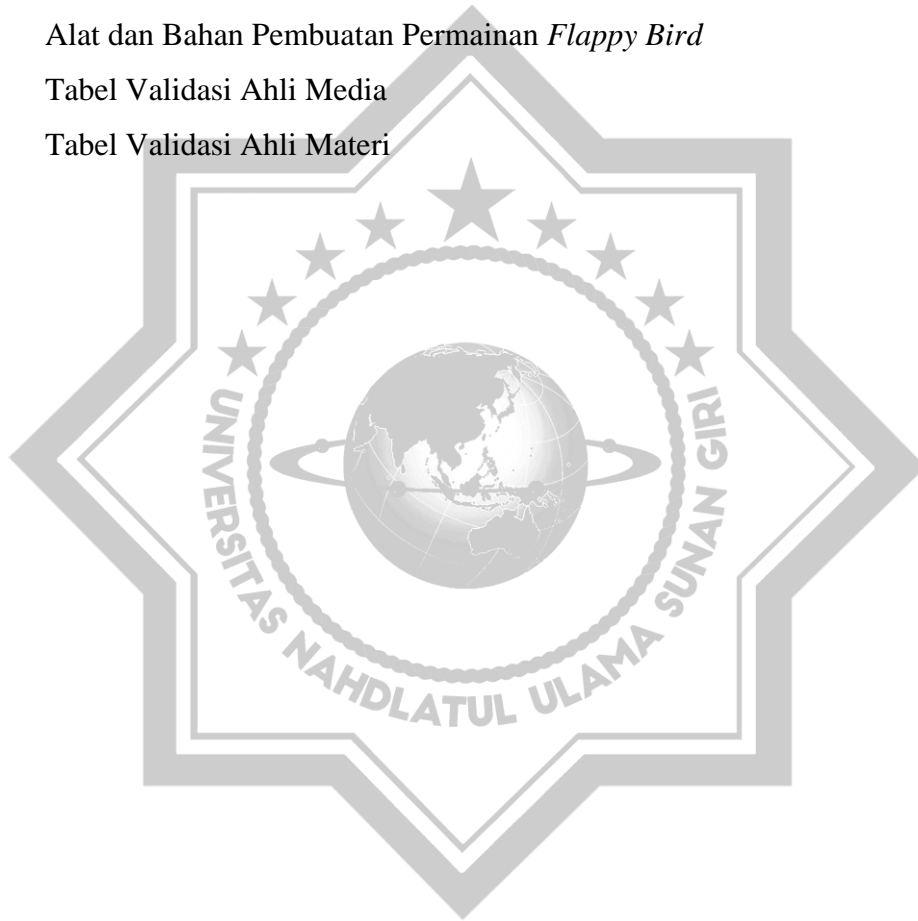 Alat dan Bahan Pembuatan Permainan Flappy Bird
Tabel Validasi Ahli Media
Tabel Validasi Ahli Materi
UNIVERSITAS NAHDLATUL ULAMA SUNAN GIRI